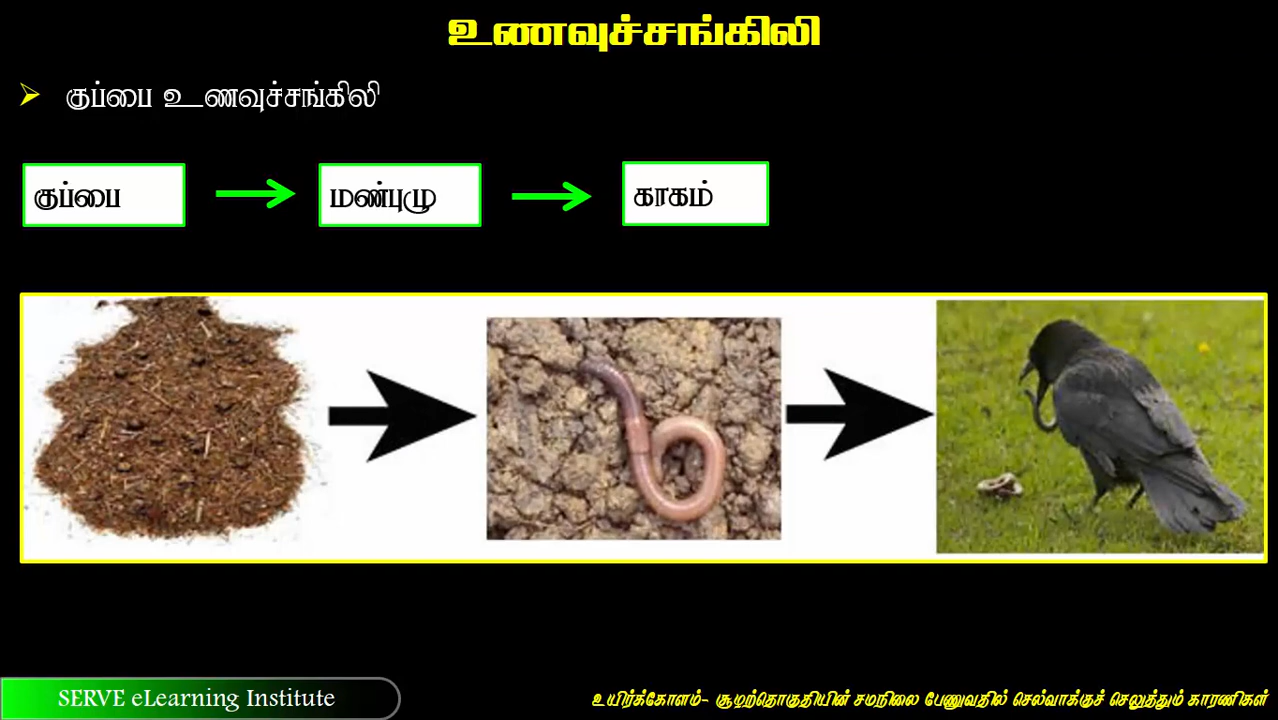 உணவுச்சங்கிலி
➢ குப்பை உணவுச்சங்கிலி
குப்பை → மண்புழு → காகம்
SERVE eLearning Institute
உயிர்க்கோளம்- சூழற்தொகுதியின் சமநிலை பேணுவதில் செல்வாக்குச் செலுத்தும் காரணிகள்